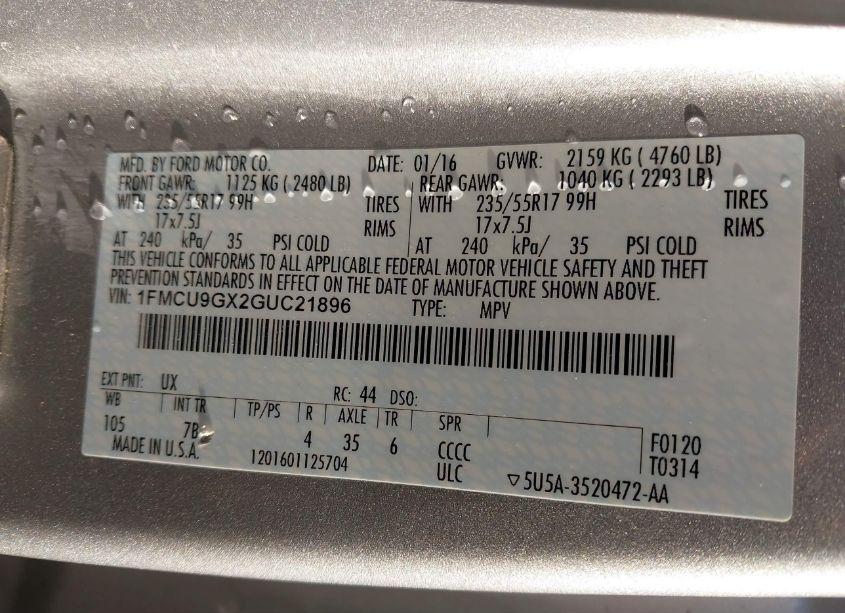 MFD. BY FORD MOTOR CO. DATE: 01/16 GVWR: 2159 KG ( 4760 LB)
FRONT GAWR: 1125 KG ( 2480 LB) REAR GAWR: 1040 KG ( 2293 LB)
WITH 235/55R17 99H TIRES WITH 235/55R17 99H TIRES
17x7.5J RIMS 17x7.5J RIMS
AT 240 kPa/ 35 PSI COLD AT 240 kPa/ 35 PSI COLD
THIS VEHICLE CONFORMS TO ALL APPLICABLE FEDERAL MOTOR VEHICLE SAFETY AND THEFT
PREVENTION STANDARDS IN EFFECT ON THE DATE OF MANUFACTURE SHOWN ABOVE.
VIN: 1FMCU9GX2GUC21896 TYPE: MPV
EXT PNT: UX RC: 44 DSO:
WB INT TR TP/PS R AXLE TR SPR
105 7B 4 35 6 CCCC F0120
MADE IN U.S.A. 1201601125704 ULC T0314
▽5U5A-3520472-AA